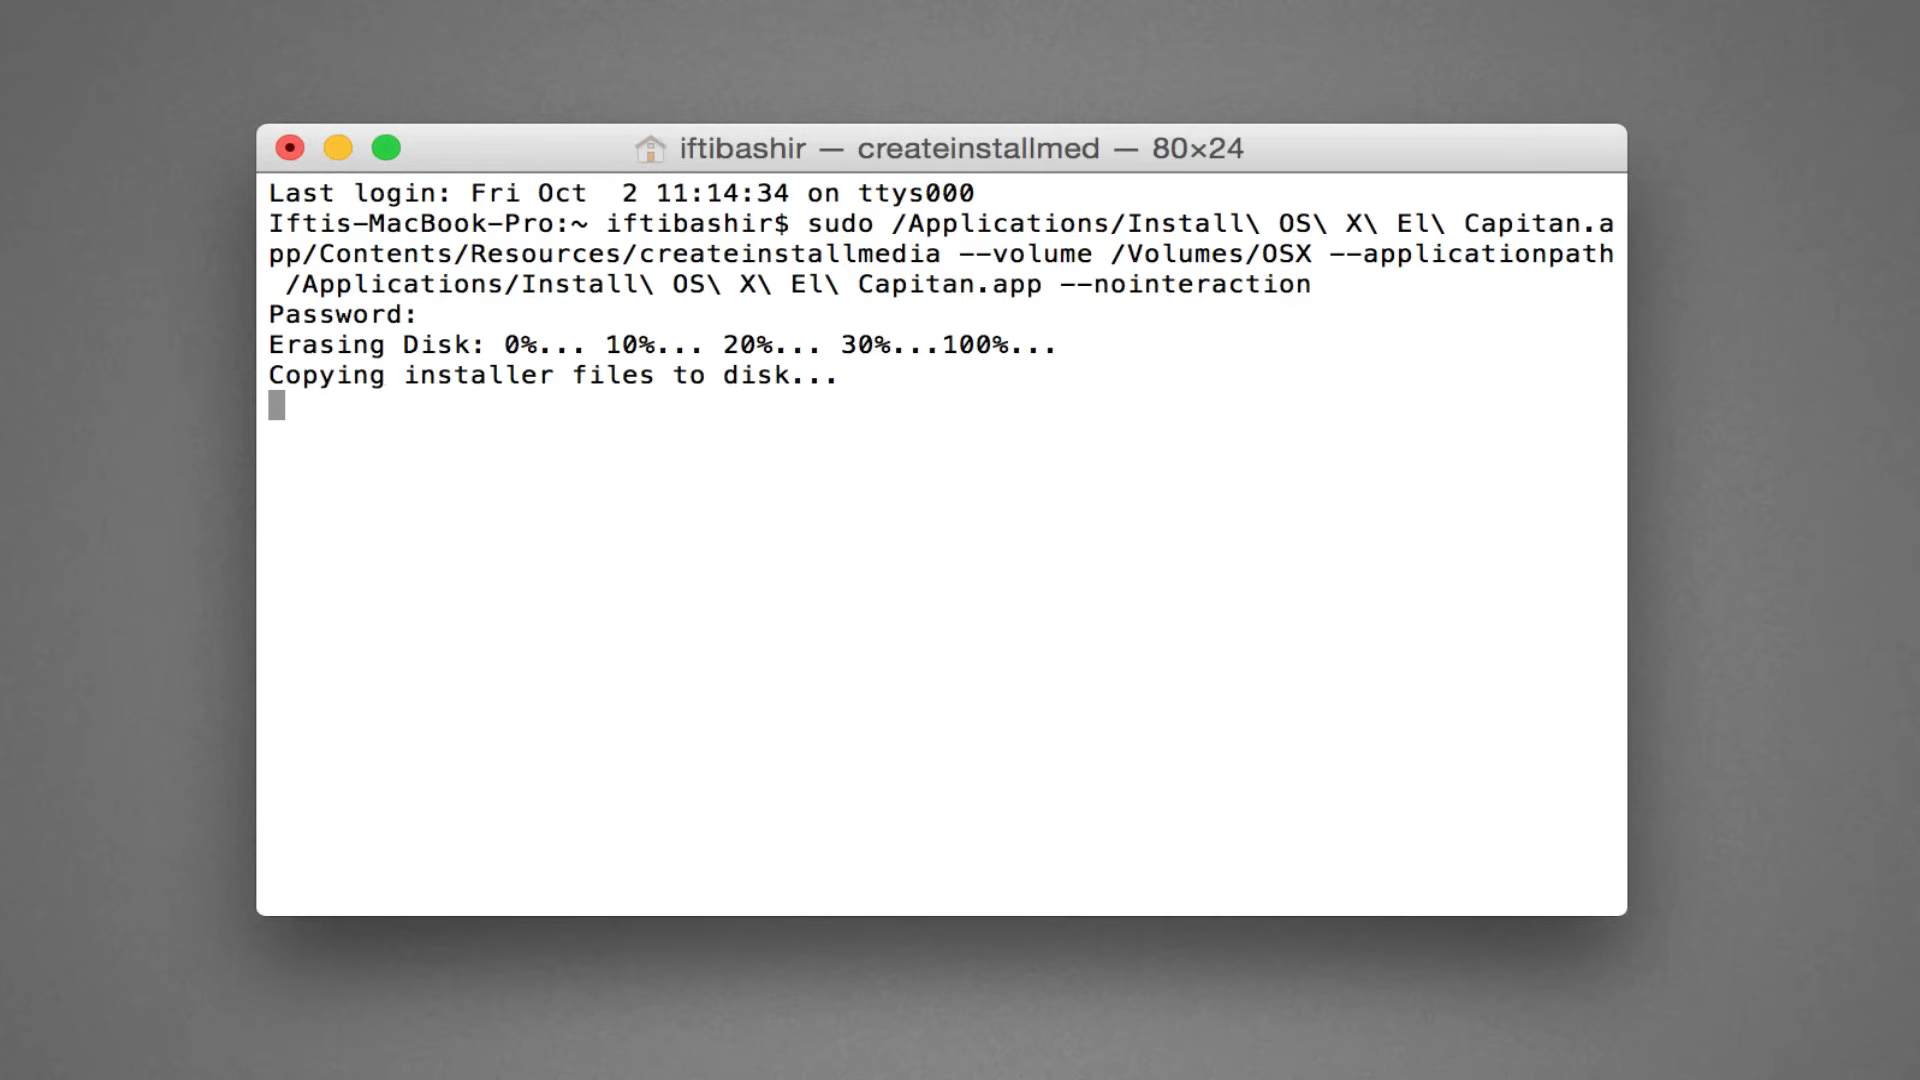 iftibashir — createinstallmed — 80×24
Last login: Fri Oct  2 11:14:34 on ttys000
Iftis-MacBook-Pro:~ iftibashir$ sudo /Applications/Install\ OS\ X\ El\ Capitan.a
pp/Contents/Resources/createinstallmedia --volume /Volumes/OSX --applicationpath
 /Applications/Install\ OS\ X\ El\ Capitan.app --nointeraction
Password:
Erasing Disk: 0%... 10%... 20%... 30%...100%...
Copying installer files to disk...